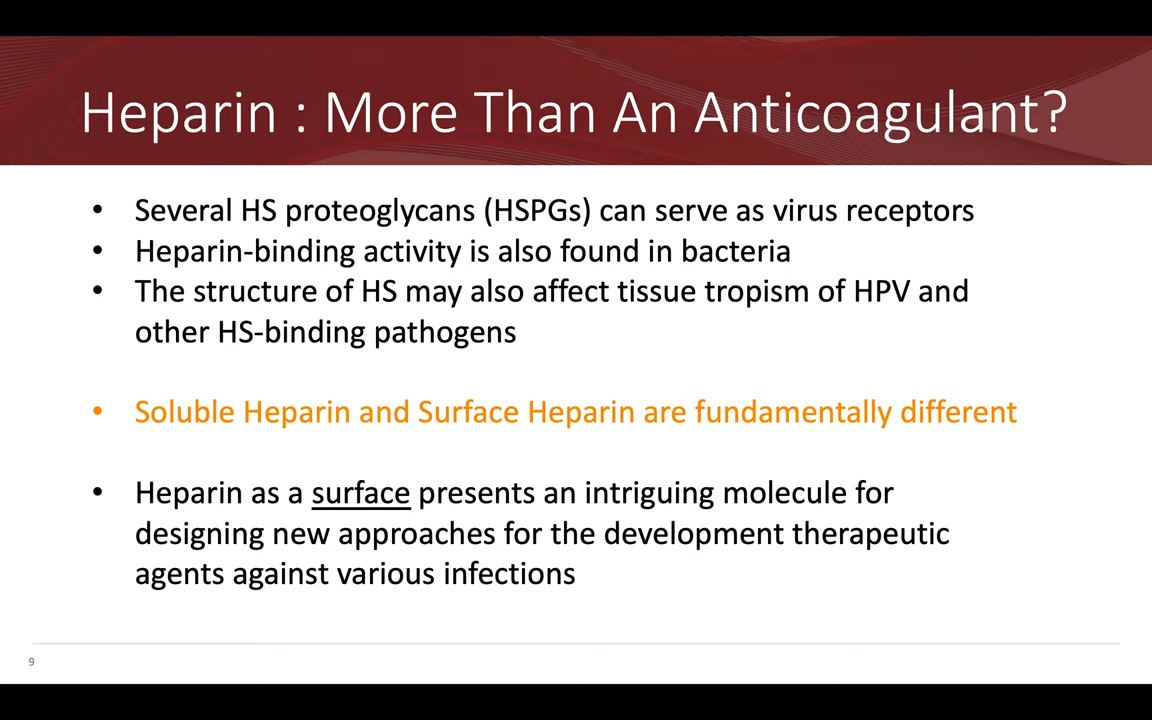 Heparin : More Than An Anticoagulant?
• Several HS proteoglycans (HSPGs) can serve as virus receptors
• Heparin-binding activity is also found in bacteria
• The structure of HS may also affect tissue tropism of HPV and
other HS-binding pathogens
• Soluble Heparin and Surface Heparin are fundamentally different
• Heparin as a surface presents an intriguing molecule for
designing new approaches for the development therapeutic
agents against various infections
9